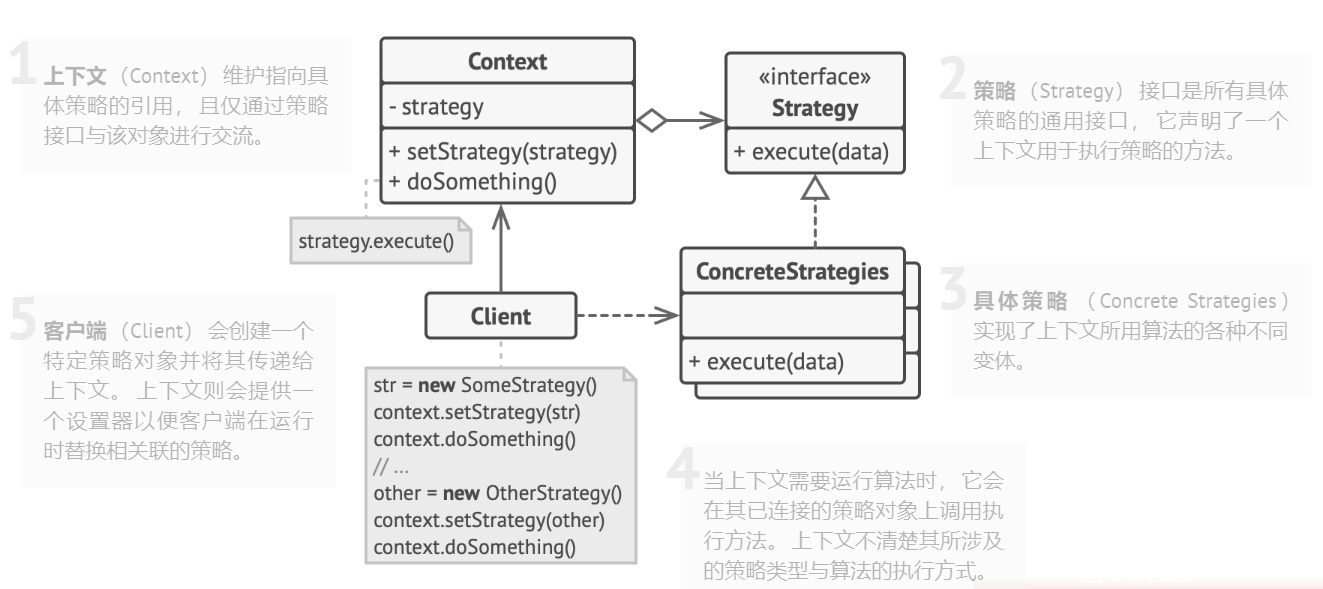 1
上下文（Context）维护指向具
体策略的引用， 且仅通过策略
接口与该对象进行交流。
Context
- strategy
+ setStrategy(strategy)
+ doSomething()
strategy.execute()
«interface»
Strategy
+ execute(data)
2
策略（Strategy） 接口是所有具体
策略的通用接口， 它声明了一个
上下文用于执行策略的方法。
ConcreteStrategies
+ execute(data)
3
具体策略 （Concrete Strategies）
实现了上下文所用算法的各种不同
变体。
5
客户端（Client） 会创建一个
特定策略对象并将其传递给
上下文。 上下文则会提供一
个设置器以便客户端在运行
时替换相关联的策略。
Client
str = new SomeStrategy()
context.setStrategy(str)
context.doSomething()
// ...
other = new OtherStrategy()
context.setStrategy(other)
context.doSomething()
4
当上下文需要运行算法时， 它会
在其已连接的策略对象上调用执
行方法。 上下文不清楚其所涉及
的策略类型与算法的执行方式。